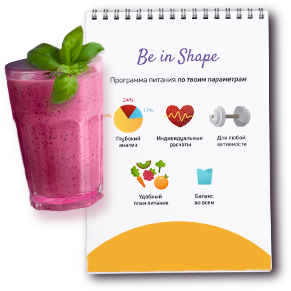 Be in Shape
Программа питания по твоим параметрам
24%
17%
Глубокий
анализ
Индивидуальные
расчеты
Для любой
активности
Удобный
план питания
Баланс
во всем